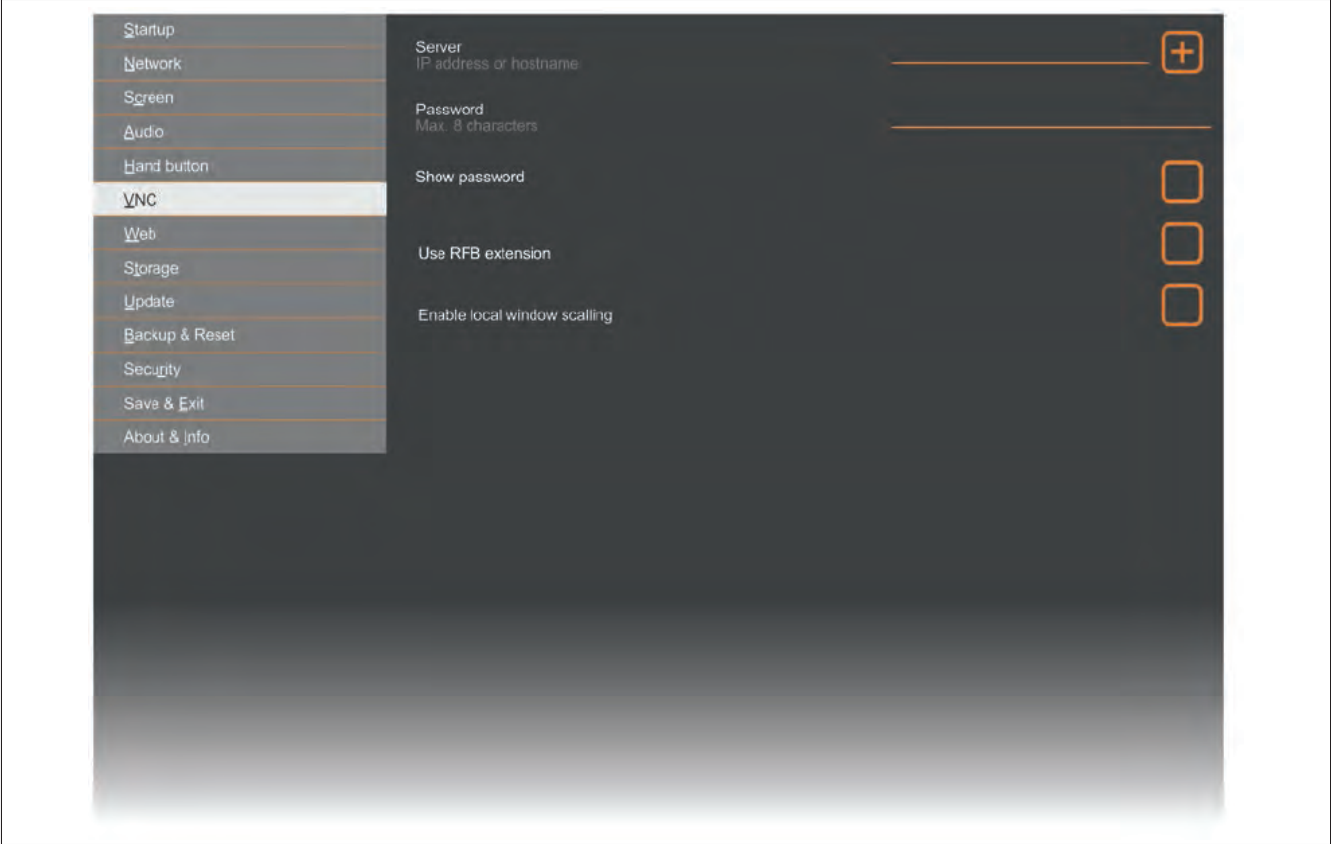 Startup
Network
Screen
Audio
Hand button
VNC
Web
Storage
Update
Backup & Reset
Security
Save & Exit
About & Info
Server
IP address or hostname
Password
Max. 8 characters
Show password
Use RFB extension
Enable local window scalling